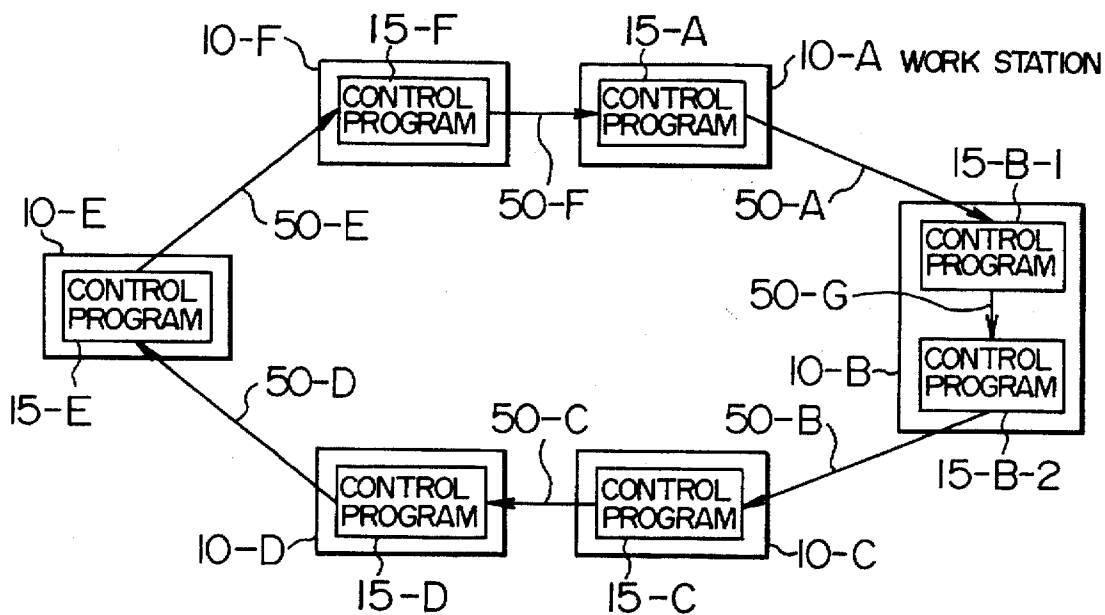 15-F
10-F
CONTROL
PROGRAM
15-A
10-A WORK STATION
CONTROL
PROGRAM
50-F
50-A
15-B-1
CONTROL
PROGRAM
50-G
10-B
CONTROL
PROGRAM
15-B-2
50-E
10-E
CONTROL
PROGRAM
15-E
50-D
50-C
50-B
CONTROL
PROGRAM
10-D
15-D
CONTROL
PROGRAM
10-C
15-C